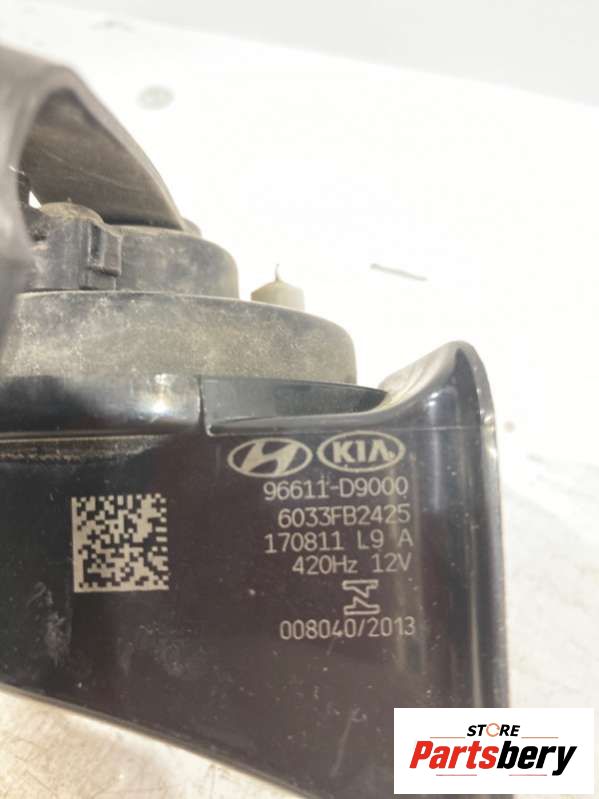 KIA
96611-D9000
6033FB2425
170811 L9 A
420Hz 12V
008040/2013
STORE
Partsbery